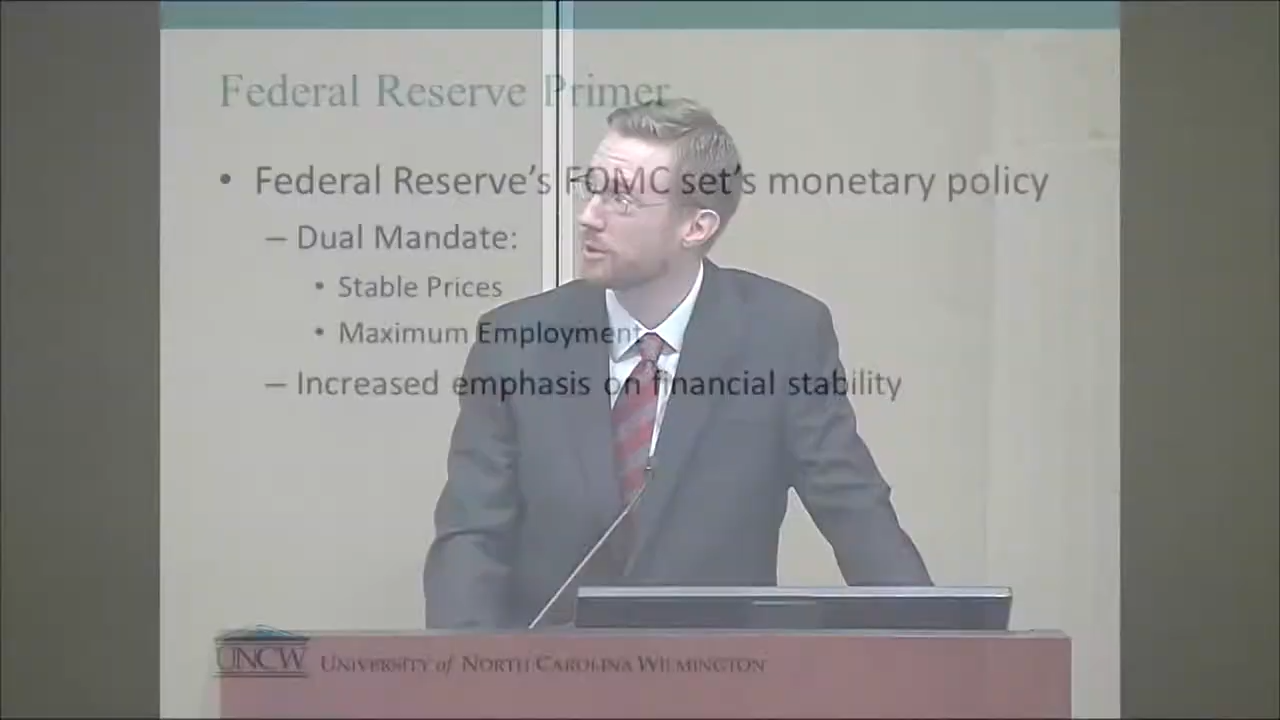 Federal Reserve Primer
• Federal Reserve's FOMC set's monetary policy
– Dual Mandate:
• Stable Prices
• Maximum Employment
– Increased emphasis on financial stability
UNCW UNIVERSITY of NORTH CAROLINA WILMINGTON